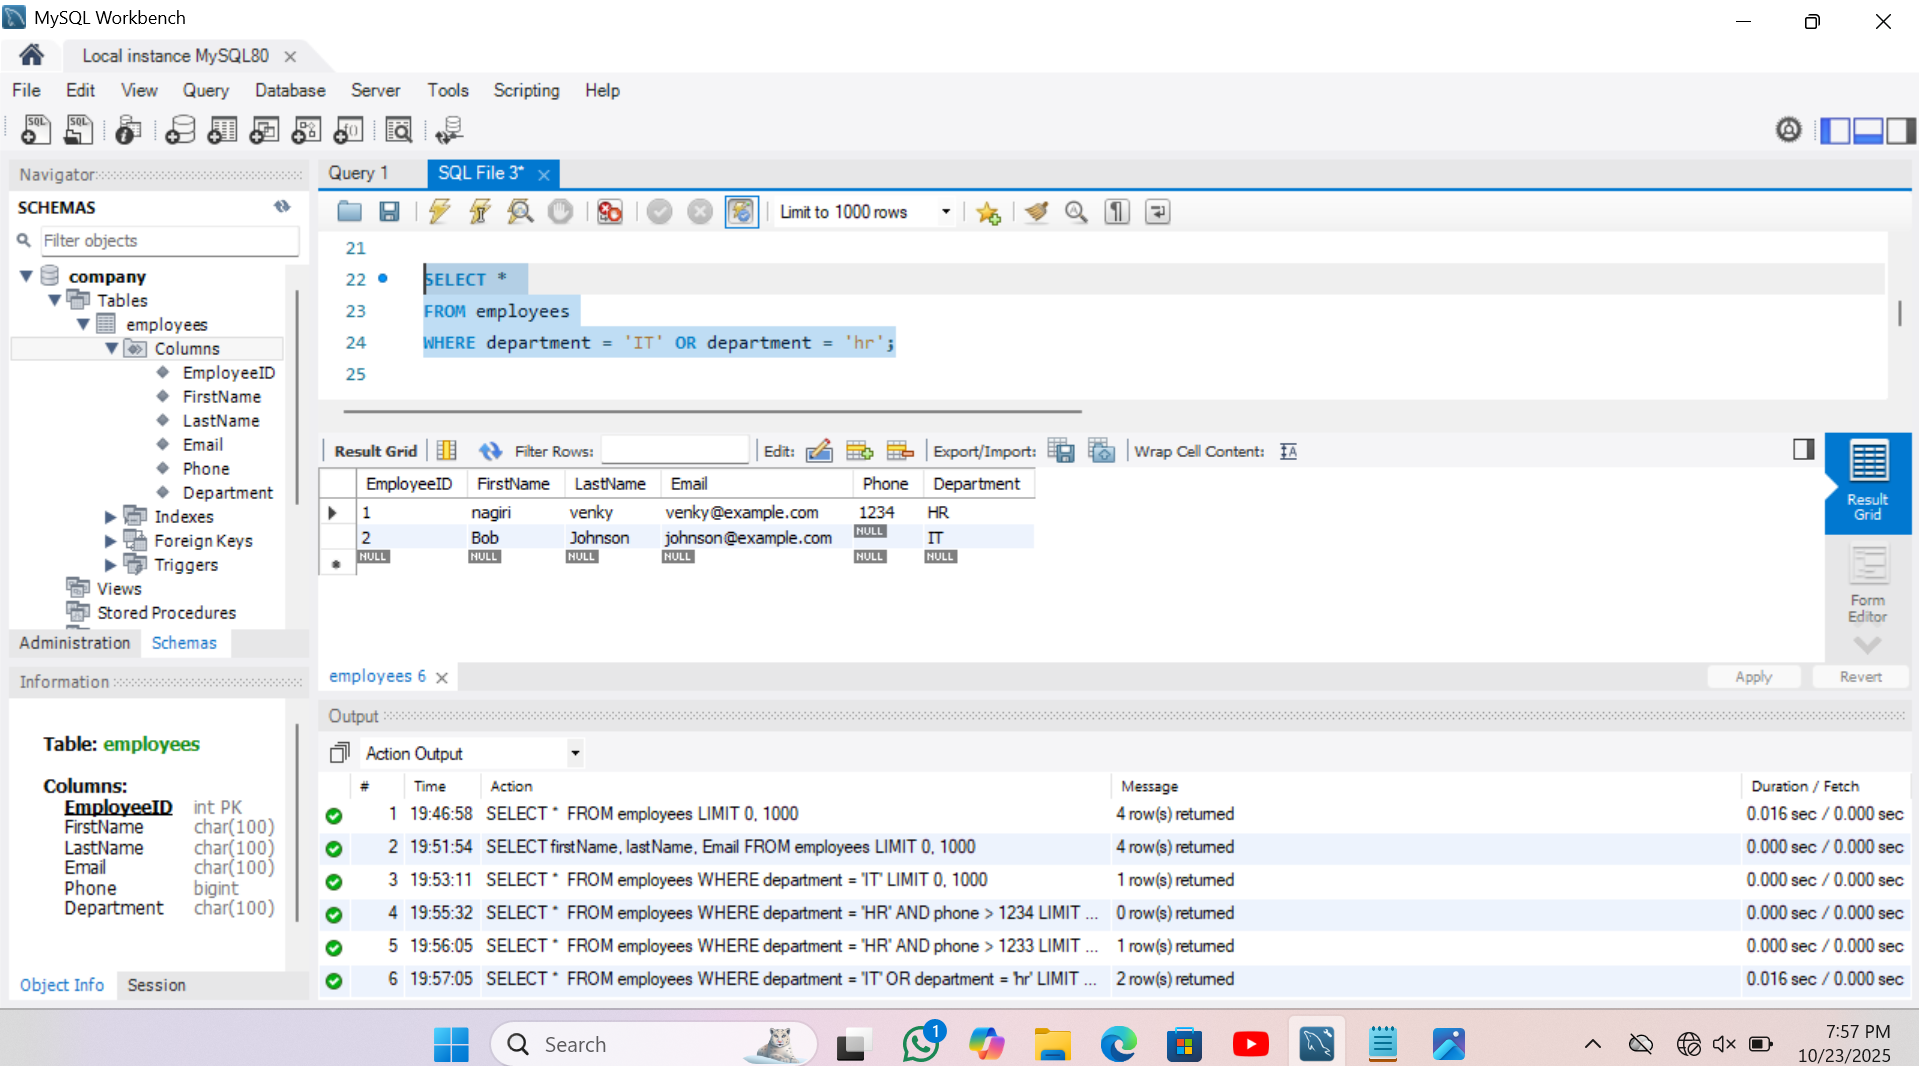 MySQL Workbench
Local instance MySQL80
File Edit View Query Database Server Tools Scripting Help
Navigator
SCHEMAS
Filter objects
company
Tables
employees
Columns
EmployeeID
FirstName
LastName
Email
Phone
Department
Indexes
Foreign Keys
Triggers
Views
Stored Procedures
Administration Schemas
Information
Table: employees
Columns:
EmployeeID int PK
FirstName char(100)
LastName char(100)
Email char(100)
Phone bigint
Department char(100)
Object Info Session
Query 1 SQL File 3*
Limit to 1000 rows
21
22 SELECT *
23 FROM employees
24 WHERE department = 'IT' OR department = 'hr';
25
Result Grid Filter Rows: Edit: Export/Import: Wrap Cell Content:
EmployeeID FirstName LastName Email Phone Department
1 nagiri venky venky@example.com 1234 HR
2 Bob Johnson johnson@example.com NULL IT
NULL NULL NULL NULL NULL NULL
Result
Grid
Form
Editor
employees 6
Apply Revert
Output
Action Output
# Time Action Message Duration / Fetch
1 19:46:58 SELECT * FROM employees LIMIT 0, 1000 4 row(s) returned 0.016 sec / 0.000 sec
2 19:51:54 SELECT firstName, lastName, Email FROM employees LIMIT 0, 1000 4 row(s) returned 0.000 sec / 0.000 sec
3 19:53:11 SELECT * FROM employees WHERE department = 'IT' LIMIT 0, 1000 1 row(s) returned 0.000 sec / 0.000 sec
4 19:55:32 SELECT * FROM employees WHERE department = 'HR' AND phone > 1234 LIMIT ... 0 row(s) returned 0.000 sec / 0.000 sec
5 19:56:05 SELECT * FROM employees WHERE department = 'HR' AND phone > 1233 LIMIT ... 1 row(s) returned 0.000 sec / 0.000 sec
6 19:57:05 SELECT * FROM employees WHERE department = 'IT' OR department = 'hr' LIMIT ... 2 row(s) returned 0.016 sec / 0.000 sec
Search
1
7:57 PM
10/23/2025